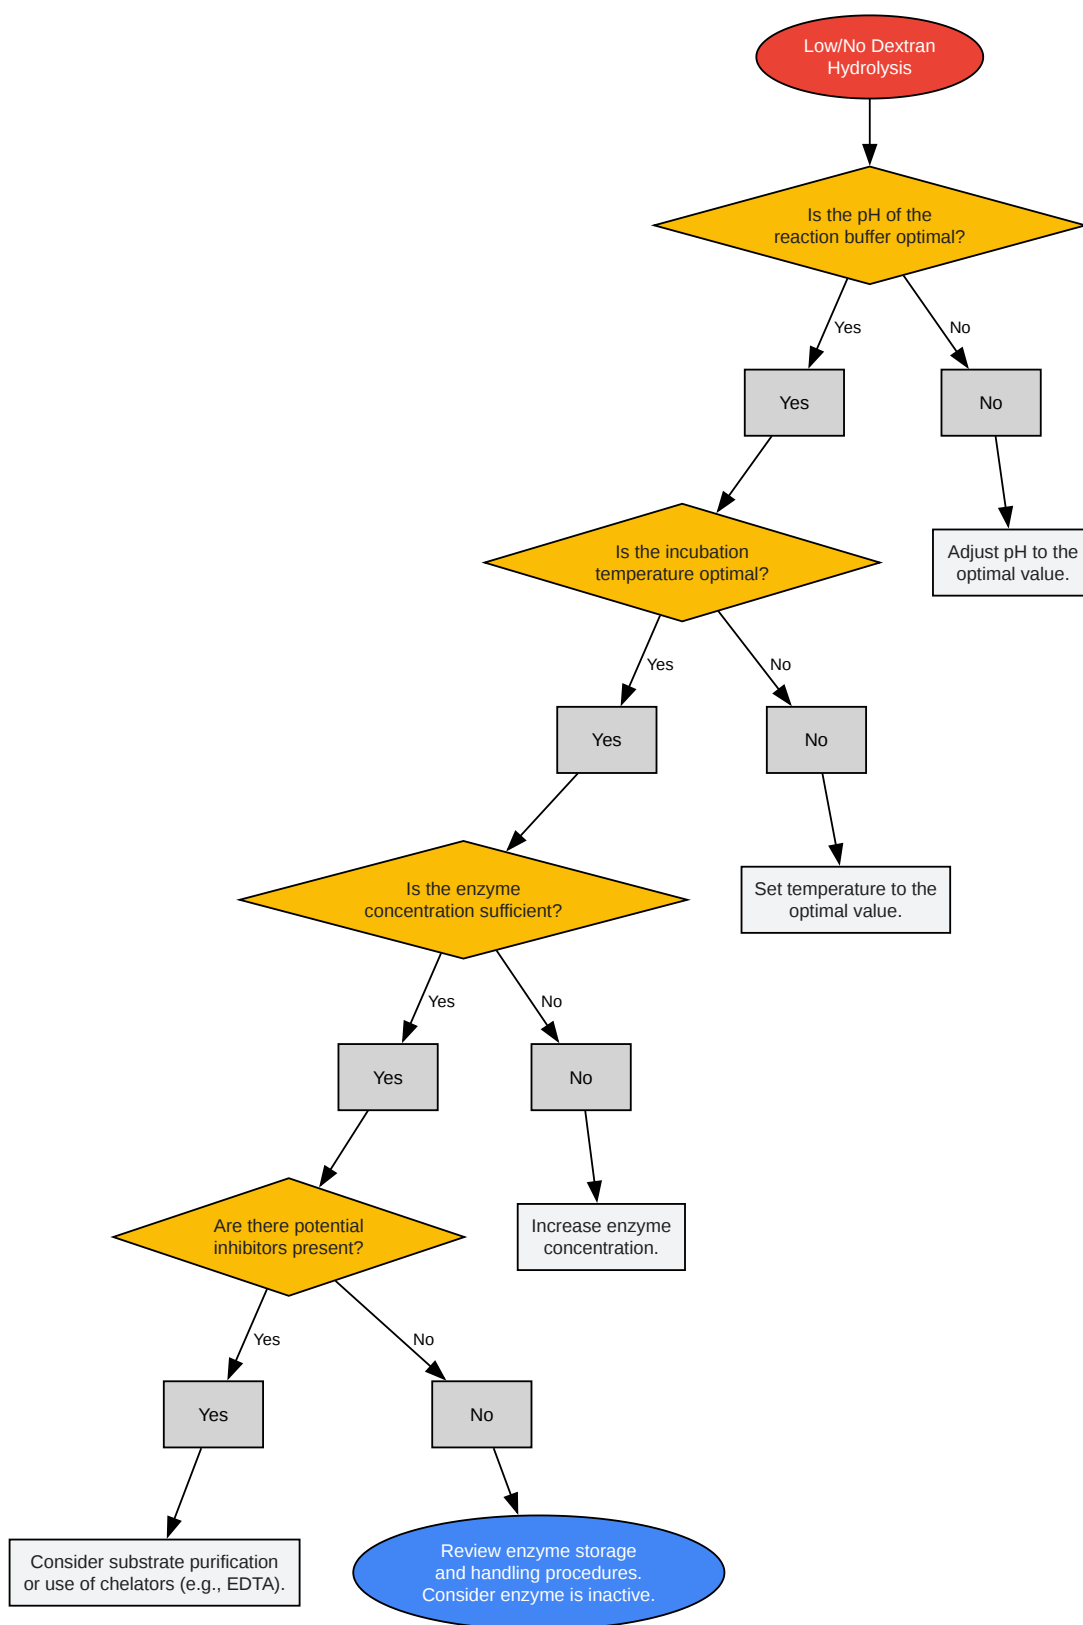 Low/No Dextran
Hydrolysis
Is the pH of the
reaction buffer optimal?
Yes
No
Yes
No
Is the incubation
temperature optimal?
Adjust pH to the
optimal value.
Yes
No
Yes
No
Is the enzyme
concentration sufficient?
Set temperature to the
optimal value.
Yes
No
Yes
No
Are there potential
inhibitors present?
Increase enzyme
concentration.
Yes
No
Yes
No
Consider substrate purification
or use of chelators (e.g., EDTA).
Review enzyme storage
and handling procedures.
Consider enzyme is inactive.